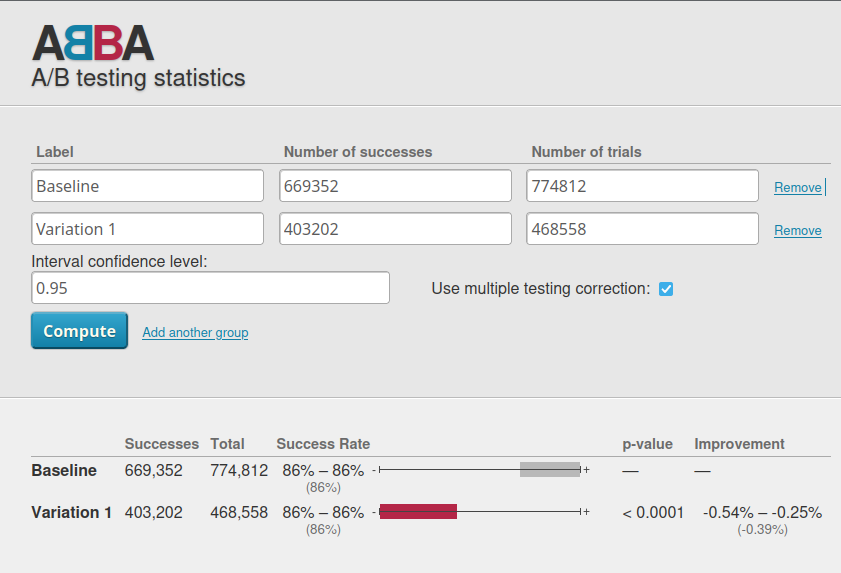 ABBA
A/B testing statistics
Label Number of successes Number of trials
Baseline 669352 774812 Remove
Variation 1 403202 468558 Remove
Interval confidence level:
0.95 Use multiple testing correction:
Compute Add another group
Successes Total Success Rate p-value Improvement
Baseline 669,352 774,812 86% – 86% - + — —
(86%)
Variation 1 403,202 468,558 86% – 86% - + < 0.0001 -0.54% – -0.25%
(86%) (-0.39%)